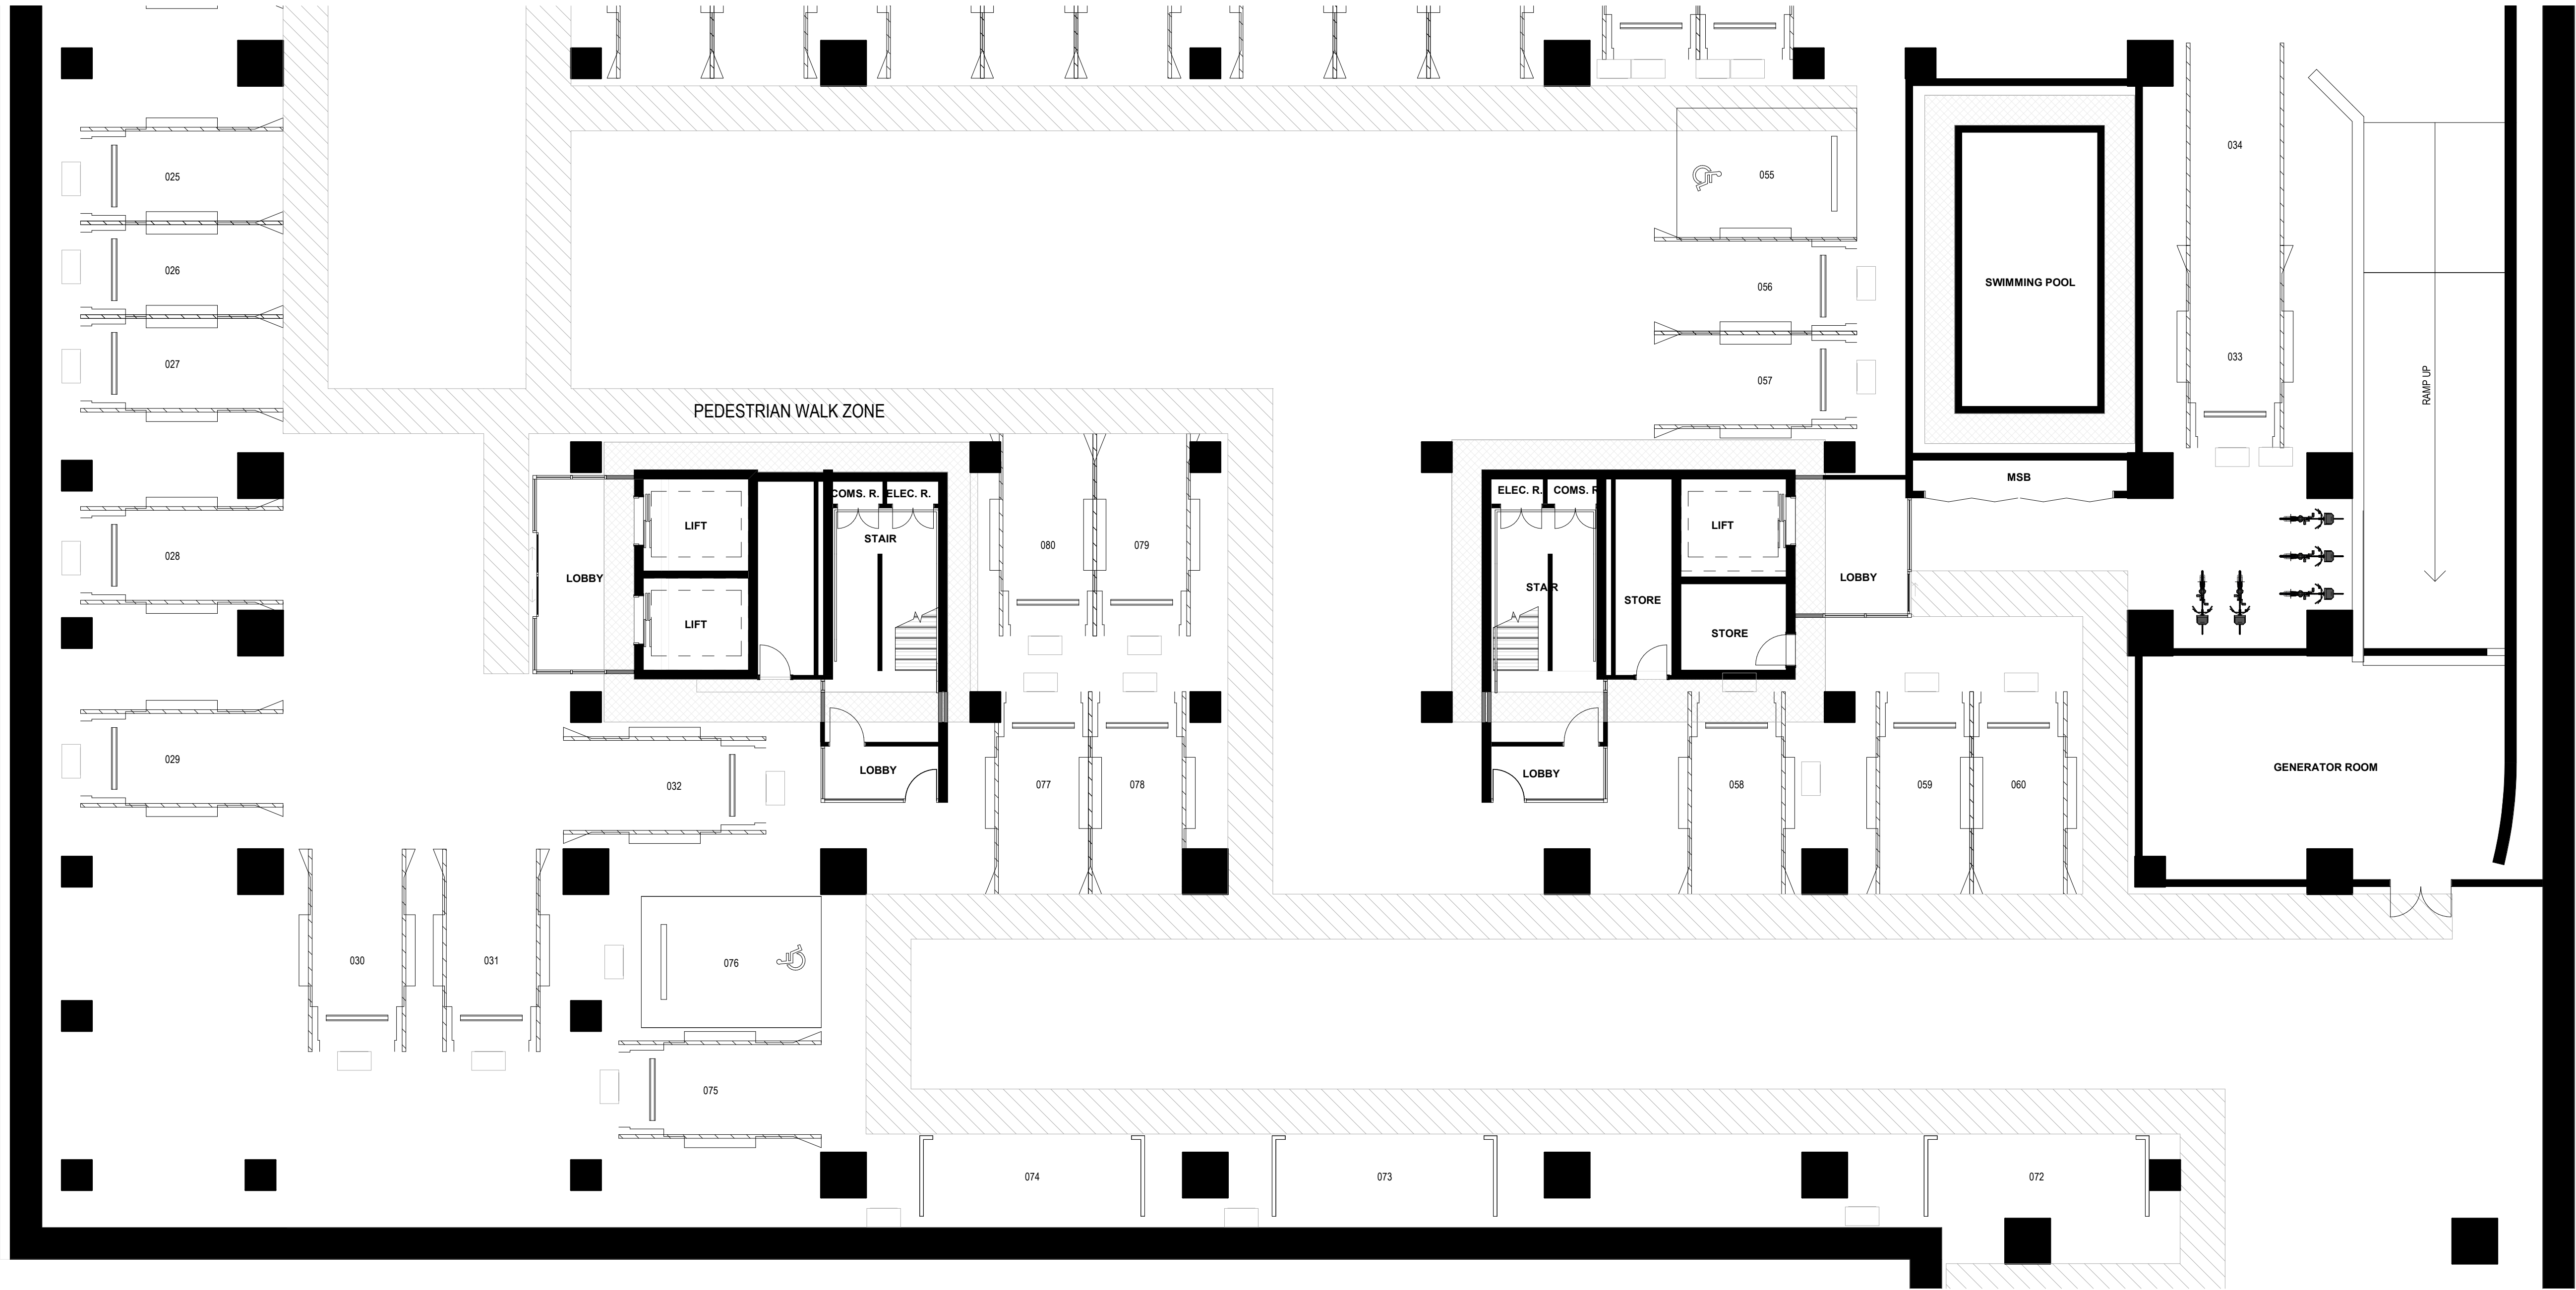 034
025
055
026
SWIMMING POOL
056
033
027
057
RAMP UP
PEDESTRIAN WALK ZONE
MSB
COMS. R.
ELEC. R.
ELEC. R.
COMS. R
LIFT
LIFT
STAIR
080
079
028
LOBBY
LOBBY
STAIR
STORE
LIFT
STORE
029
LOBBY
LOBBY
GENERATOR ROOM
032
077
078
058
059
060
030
031
076
075
074
073
072